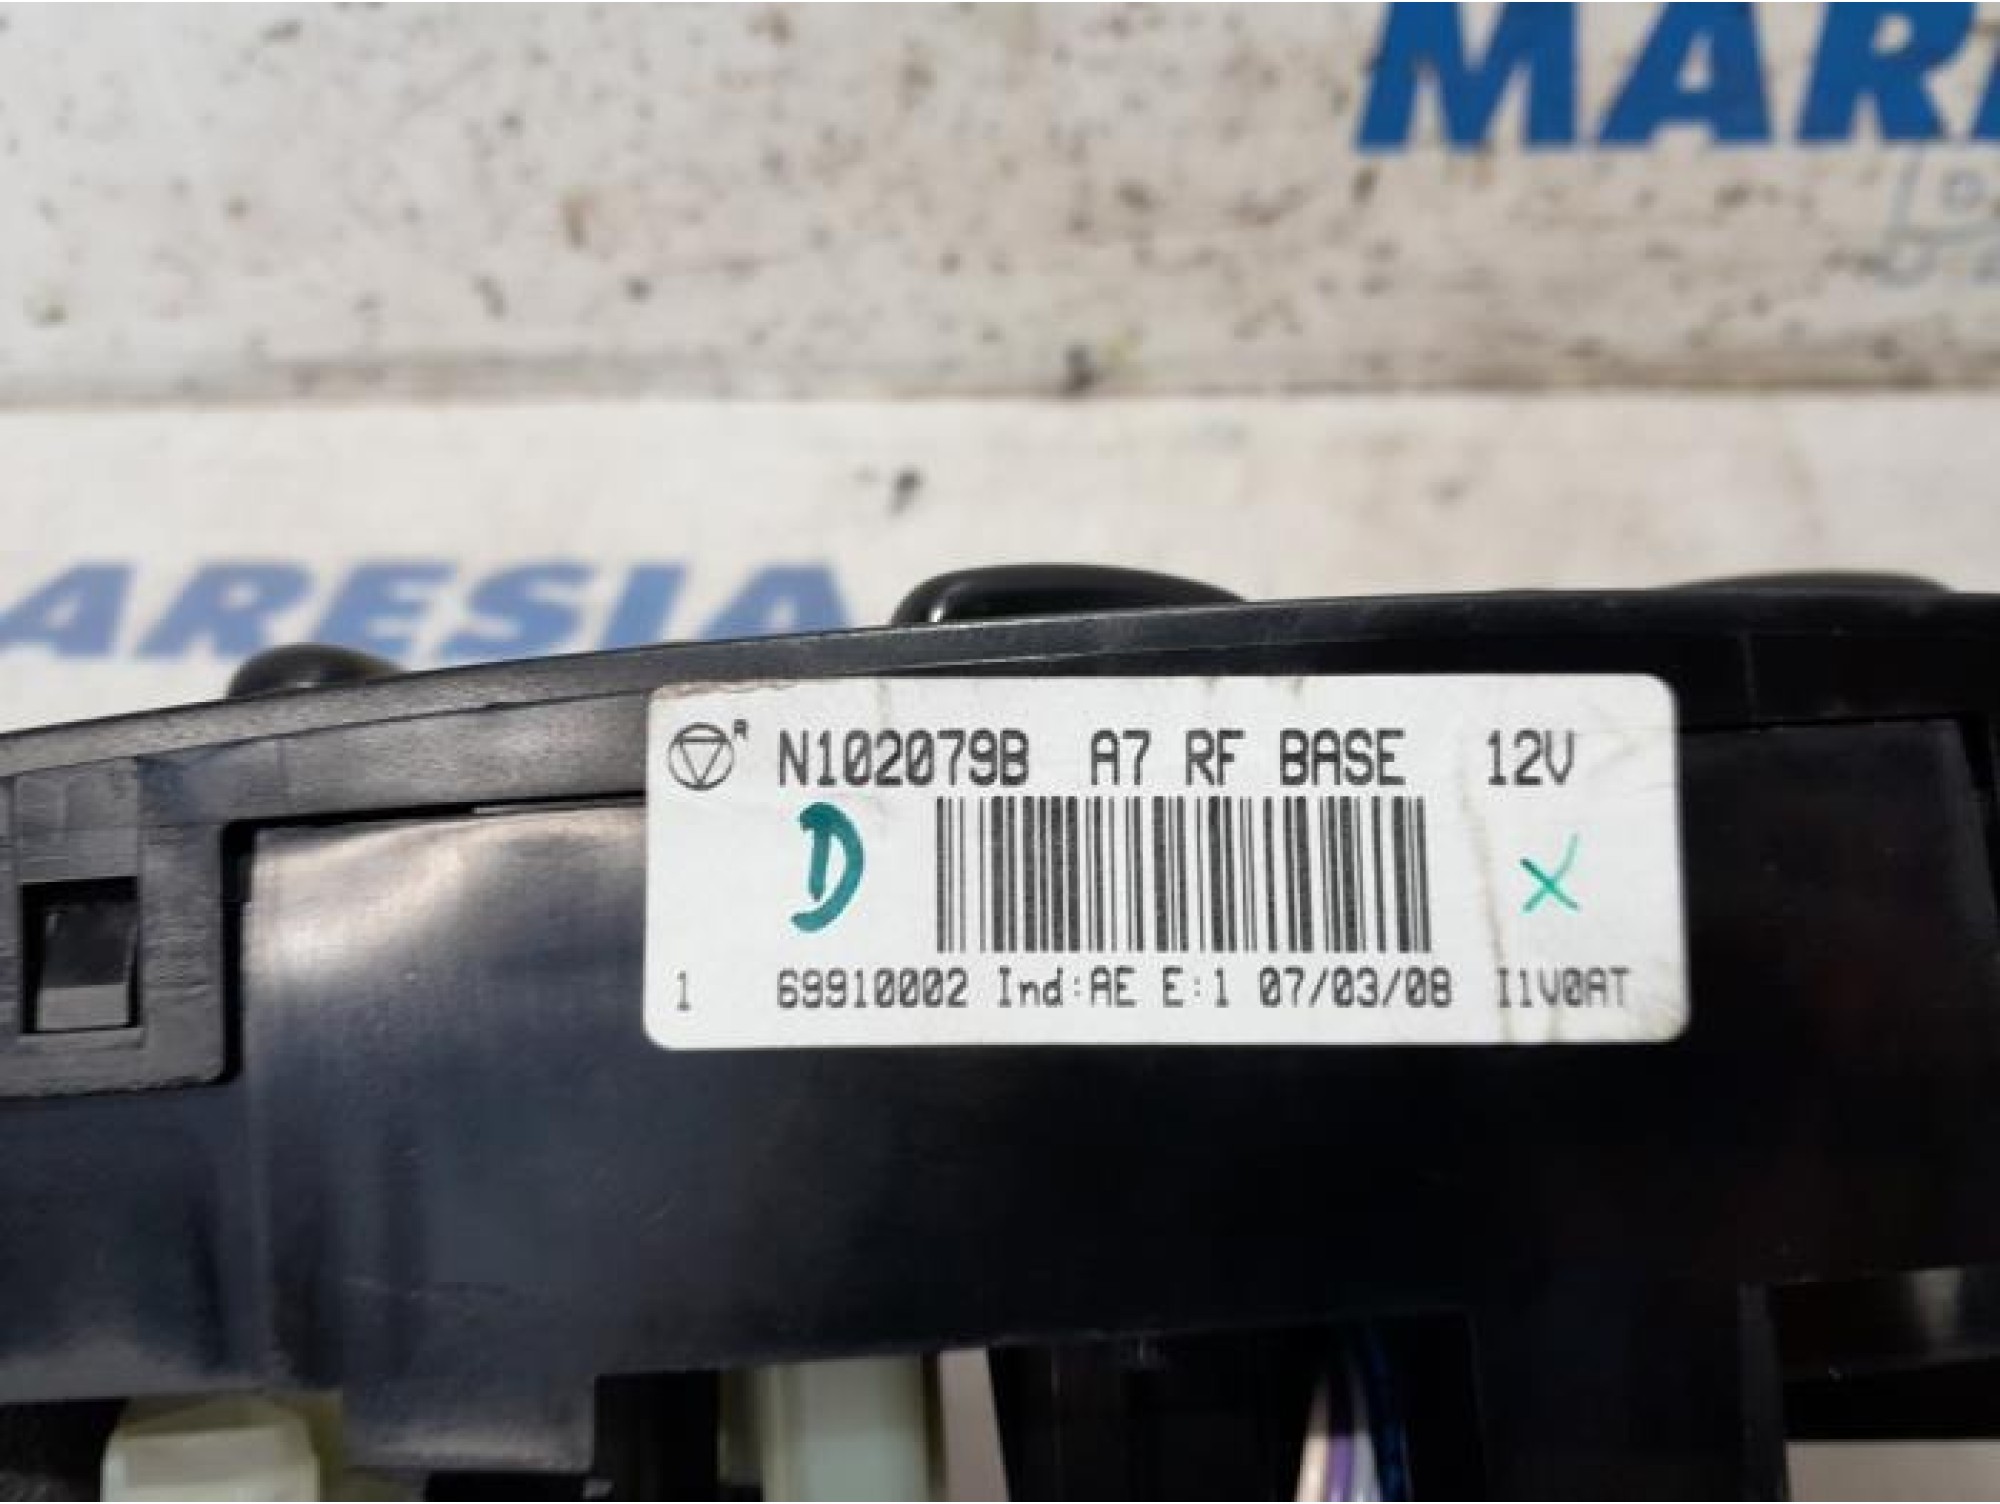 MAR
ARESIA
R N102079B A7 RF BASE 12V
D X
1 69910002 Ind:AE E:1 07/03/08 I1V0AT